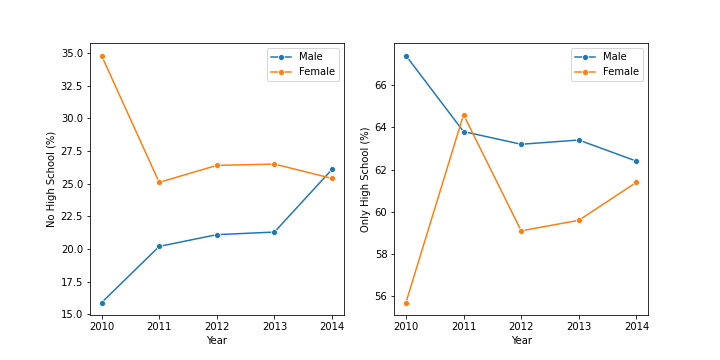 No High School (%)
35.0
32.5
30.0
27.5
25.0
22.5
20.0
17.5
15.0
Male
Female
2010 2011 2012 2013 2014
Year
Only High School (%)
66
64
62
60
58
56
Male
Female
2010 2011 2012 2013 2014
Year